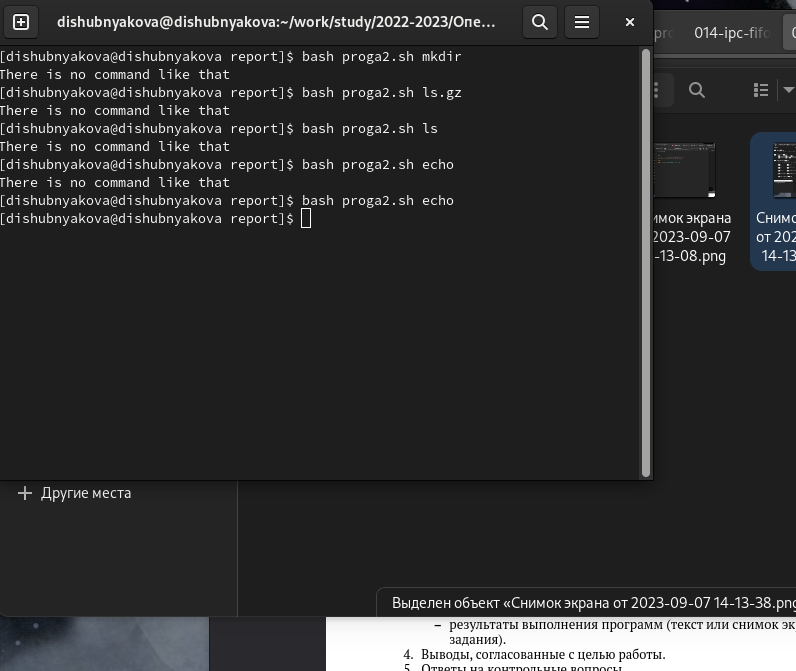 dishubnyakova@dishubnyakova:~/work/study/2022-2023/Опе...
[dishubnyakova@dishubnyakova report]$ bash proga2.sh mkdir
There is no command like that
[dishubnyakova@dishubnyakova report]$ bash proga2.sh ls.gz
There is no command like that
[dishubnyakova@dishubnyakova report]$ bash proga2.sh ls
There is no command like that
[dishubnyakova@dishubnyakova report]$ bash proga2.sh echo
There is no command like that
[dishubnyakova@dishubnyakova report]$ bash proga2.sh echo
[dishubnyakova@dishubnyakova report]$
014-ipc-fifo
имок экрана
2023-09-07
-13-08.png
Снимо
от 202
14-13
Другие места
Выделен объект «Снимок экрана от 2023-09-07 14-13-38.png
– результаты выполнения программ (текст или снимок эк
задания).
4. Выводы, согласованные с целью работы.
5. Ответы на контрольные вопросы.